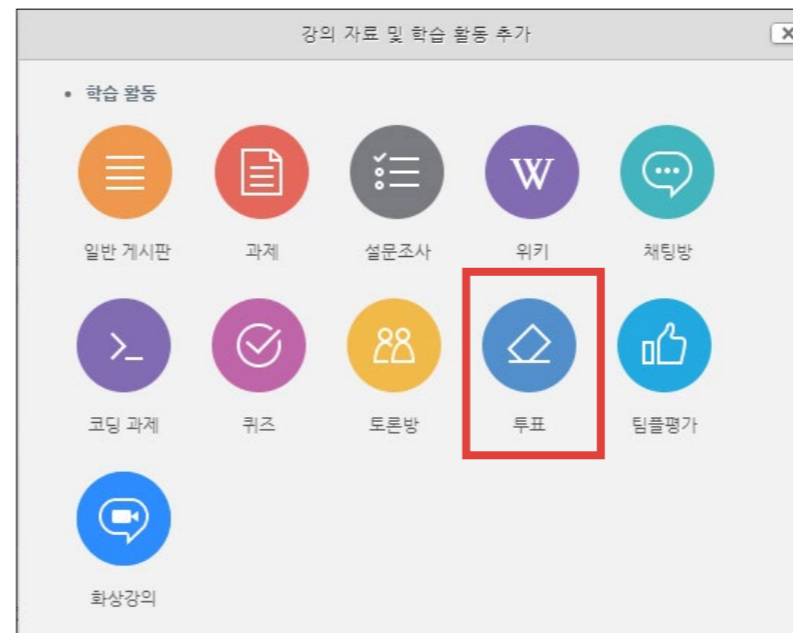 강의 자료 및 학습 활동 추가
학습 활동
일반 게시판
과제
설문조사
W
위키
채팅방
코딩 과제
퀴즈
토론방
투표
팀플평가
화상강의